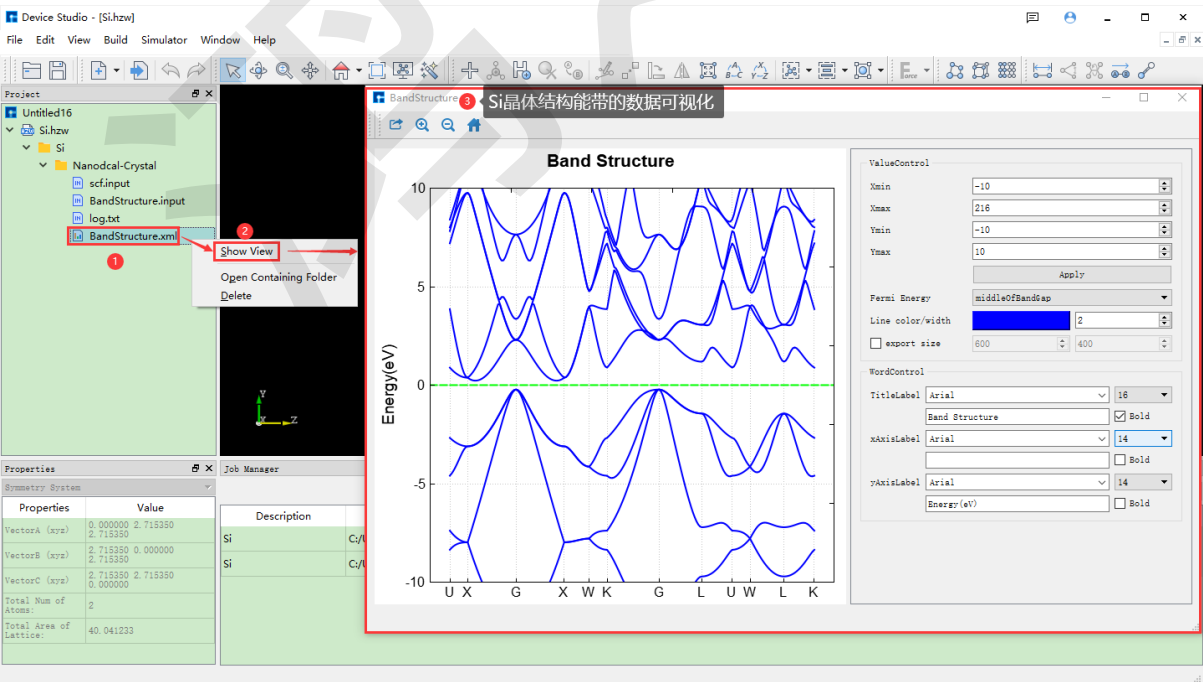 Device Studio - [Si.hzw]
File Edit View Build Simulator Window Help
Project
Untitled16
Si.hzw
Si
Nanodcal-Crystal
scf.input
BandStructure.input
log.txt
BandStructure.xml
1
2
Show View
Open Containing Folder
Delete
Y
Z
BandStructure
3
Si晶体结构能带的数据可视化
Band Structure
Energy(eV)
10
5
0
-5
-10
U X G X W K G L U W L K
ValueControl
Xmin -10
Xmax 216
Ymin -10
Ymax 10
Apply
Fermi Energy middleOfBandGap
Line color/width 2
export size 600 400
WordControl
TitleLabel Arial 16
Band Structure Bold
xAxisLabel Arial 14
Bold
yAxisLabel Arial 14
Energy(eV) Bold
Properties
Symmetry System
Properties Value
VectorA (xyz) 0.000000 2.715350 2.715350
VectorB (xyz) 2.715350 0.000000 2.715350
VectorC (xyz) 2.715350 2.715350 0.000000
Total Num of Atoms: 2
Total Area of Lattice: 40.041233
Job Manager
Description
Si C:/
Si C:/